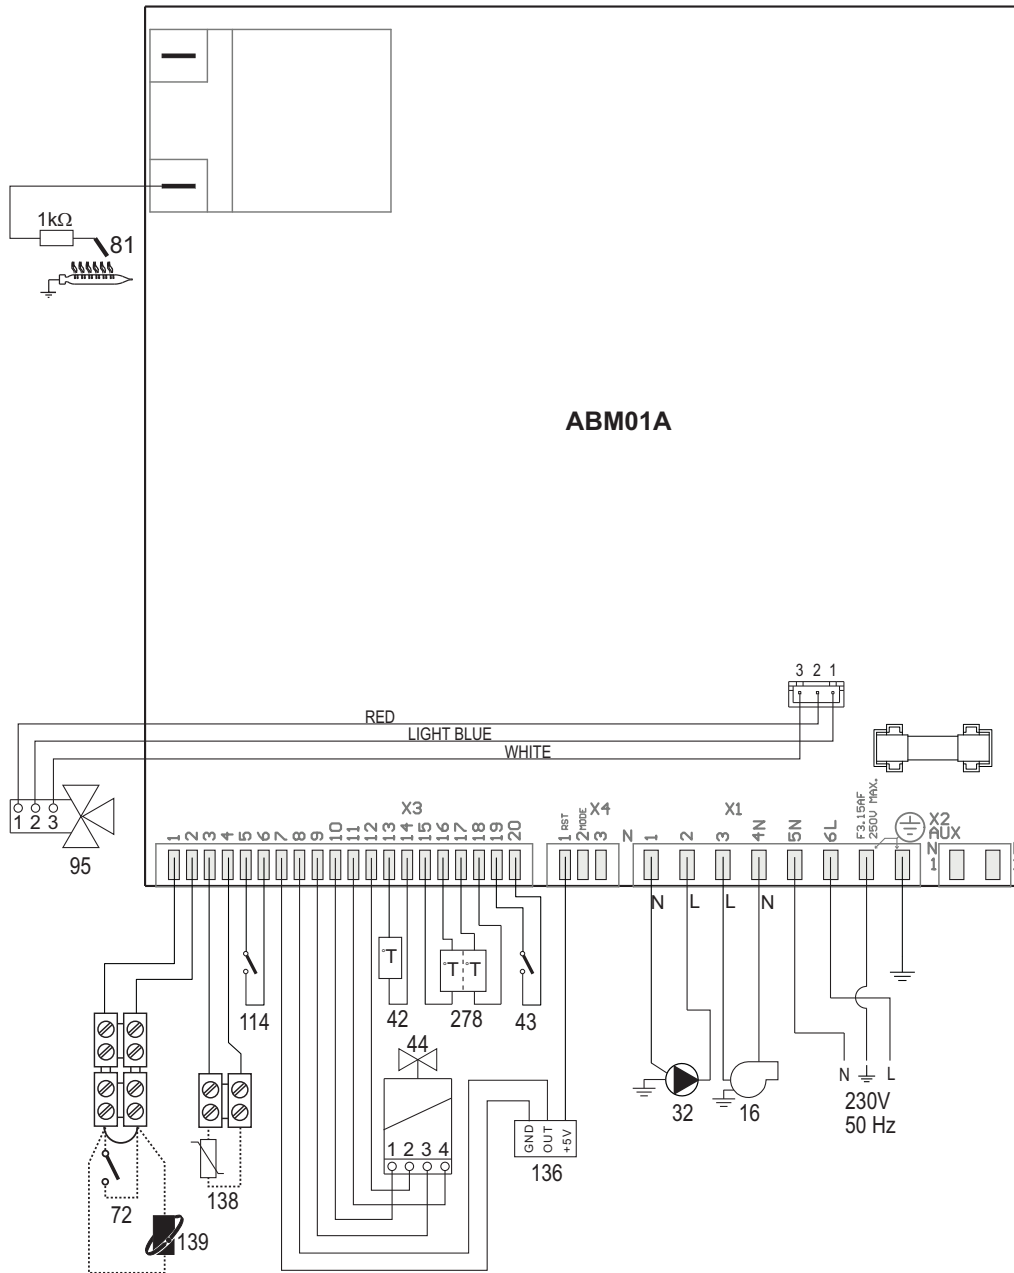 1kΩ
81
ABM01A
3 2 1
RED
LIGHT BLUE
WHITE
1 2 3
95
X3
X4
X1
F3.15AF
250V MAX.
X2
AUX
1 2 3 4 5 6 7 8 9 10 11 12 13 14 15 16 17 18 19 20
1 RST
2 MODE
3
N
1 2 3 4N 5N 6L
N
1
N L L N
°T
°T °T
114
42
278
43
44
1 2 3 4
GND
OUT
+5V
136
32
16
N L
230V
50 Hz
72
139
138